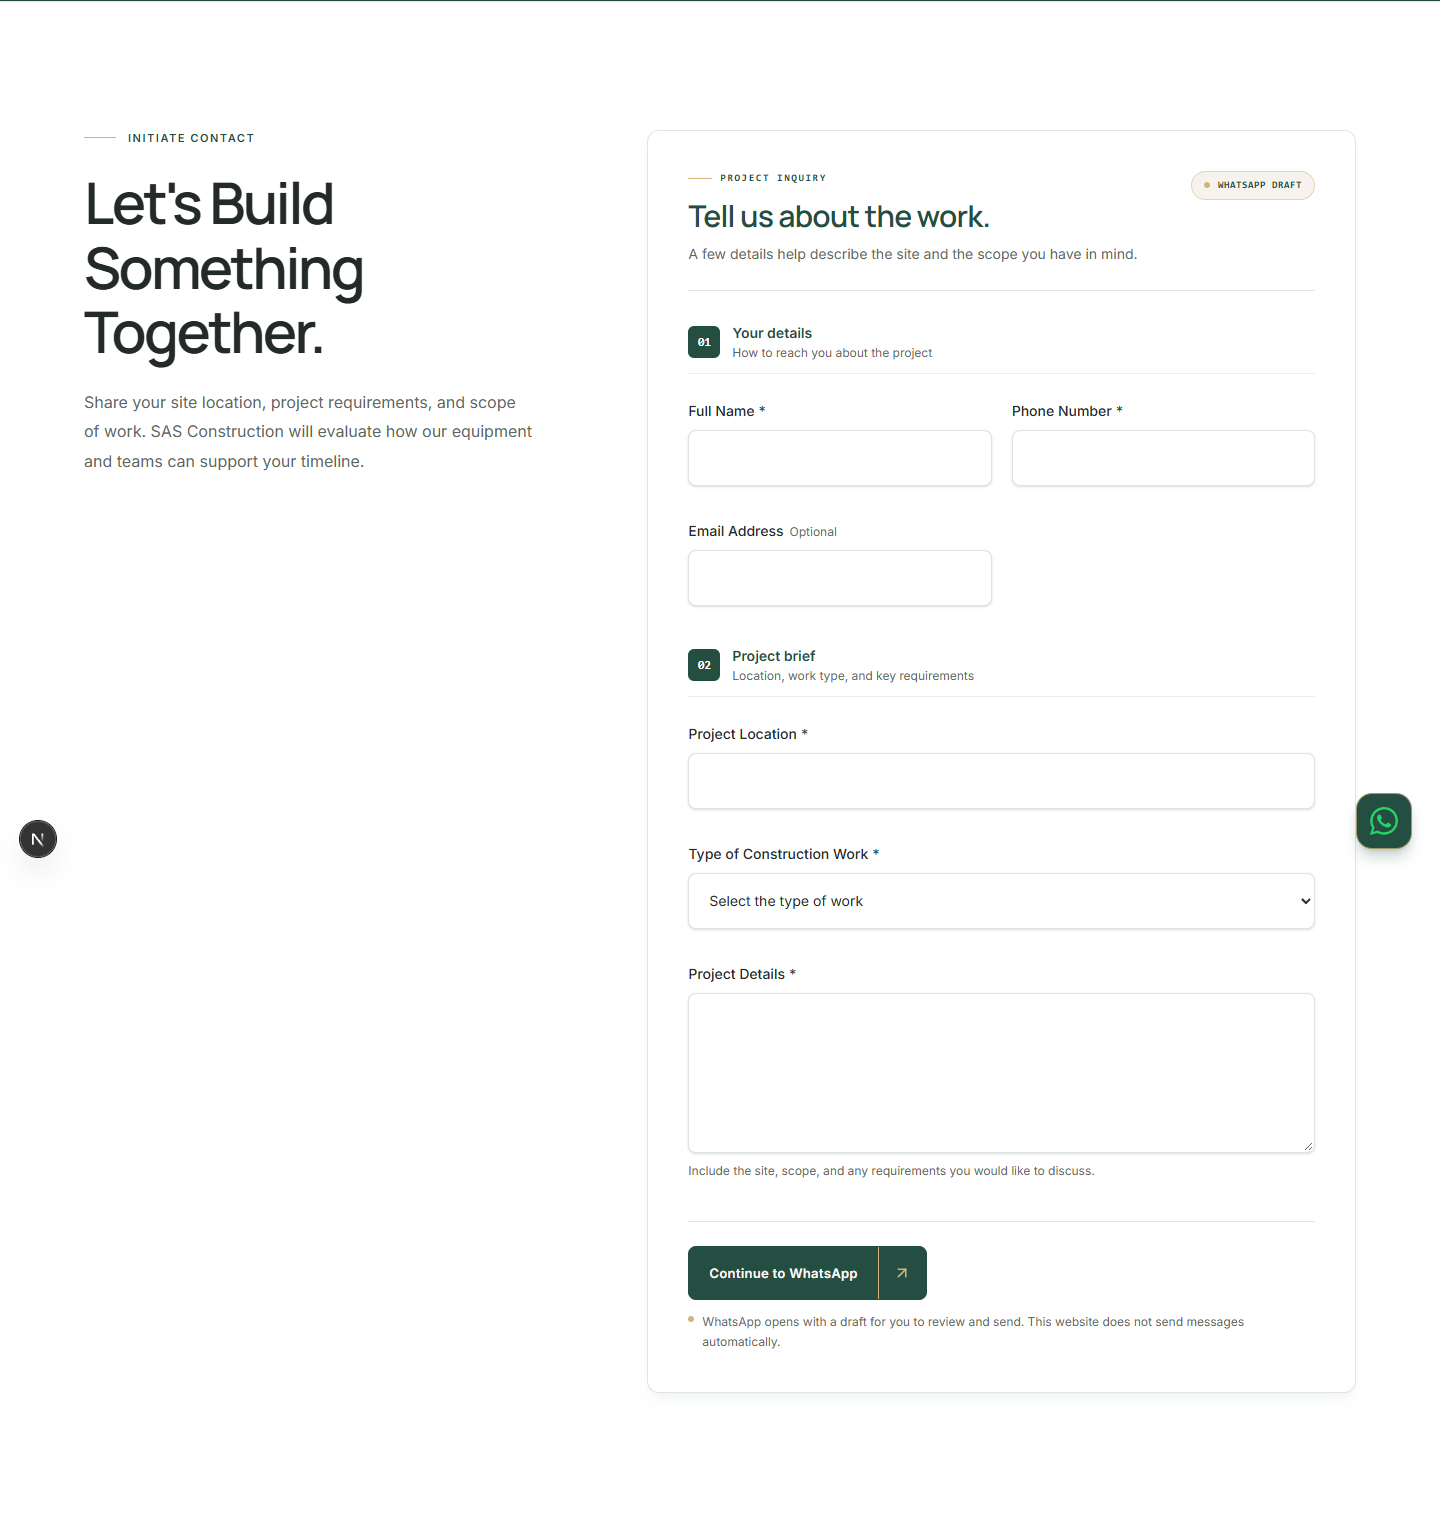 INITIATE CONTACT
Let's Build
Something
Together.
Share your site location, project requirements, and scope
of work. SAS Construction will evaluate how our equipment
and teams can support your timeline.
PROJECT INQUIRY
WHATSAPP DRAFT
Tell us about the work.
A few details help describe the site and the scope you have in mind.
01
Your details
How to reach you about the project
Full Name *
Phone Number *
Email Address Optional
02
Project brief
Location, work type, and key requirements
Project Location *
Type of Construction Work *
Select the type of work
Project Details *
Include the site, scope, and any requirements you would like to discuss.
Continue to WhatsApp
WhatsApp opens with a draft for you to review and send. This website does not send messages
automatically.
N